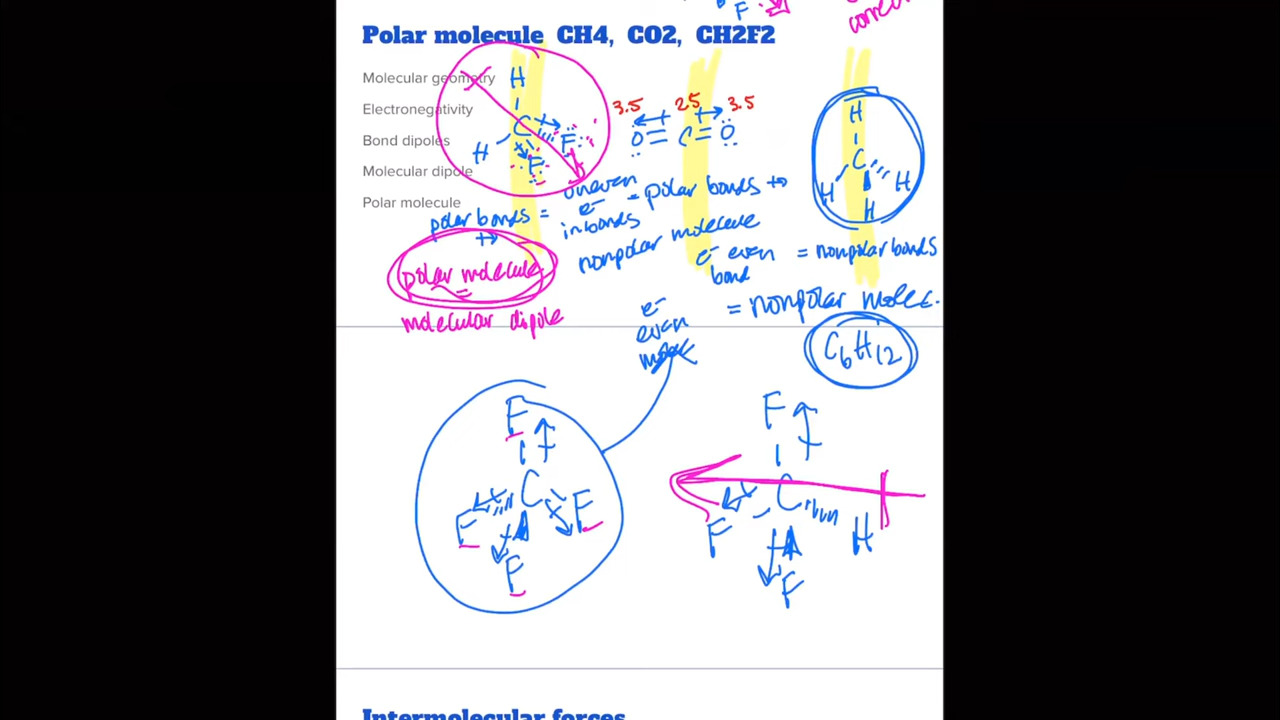 F
correc
Polar molecule CH4, CO2, CH2F2
Molecular geometry
Electronegativity
Bond dipoles
Molecular dipole
Polar molecule
H
C
F
H
F
3.5 2.5 3.5
O = C = O
H
C
H H
H
polar bonds =
uneven
e-
in bonds
= polar bonds
nonpolar molecule
polar molecule
=
molecular dipole
e- even
bond
= nonpolar bonds
= nonpolar molec.
e-
even
C6H12
F
C
F F
F
F
C
F H
F
Intermolecular forces